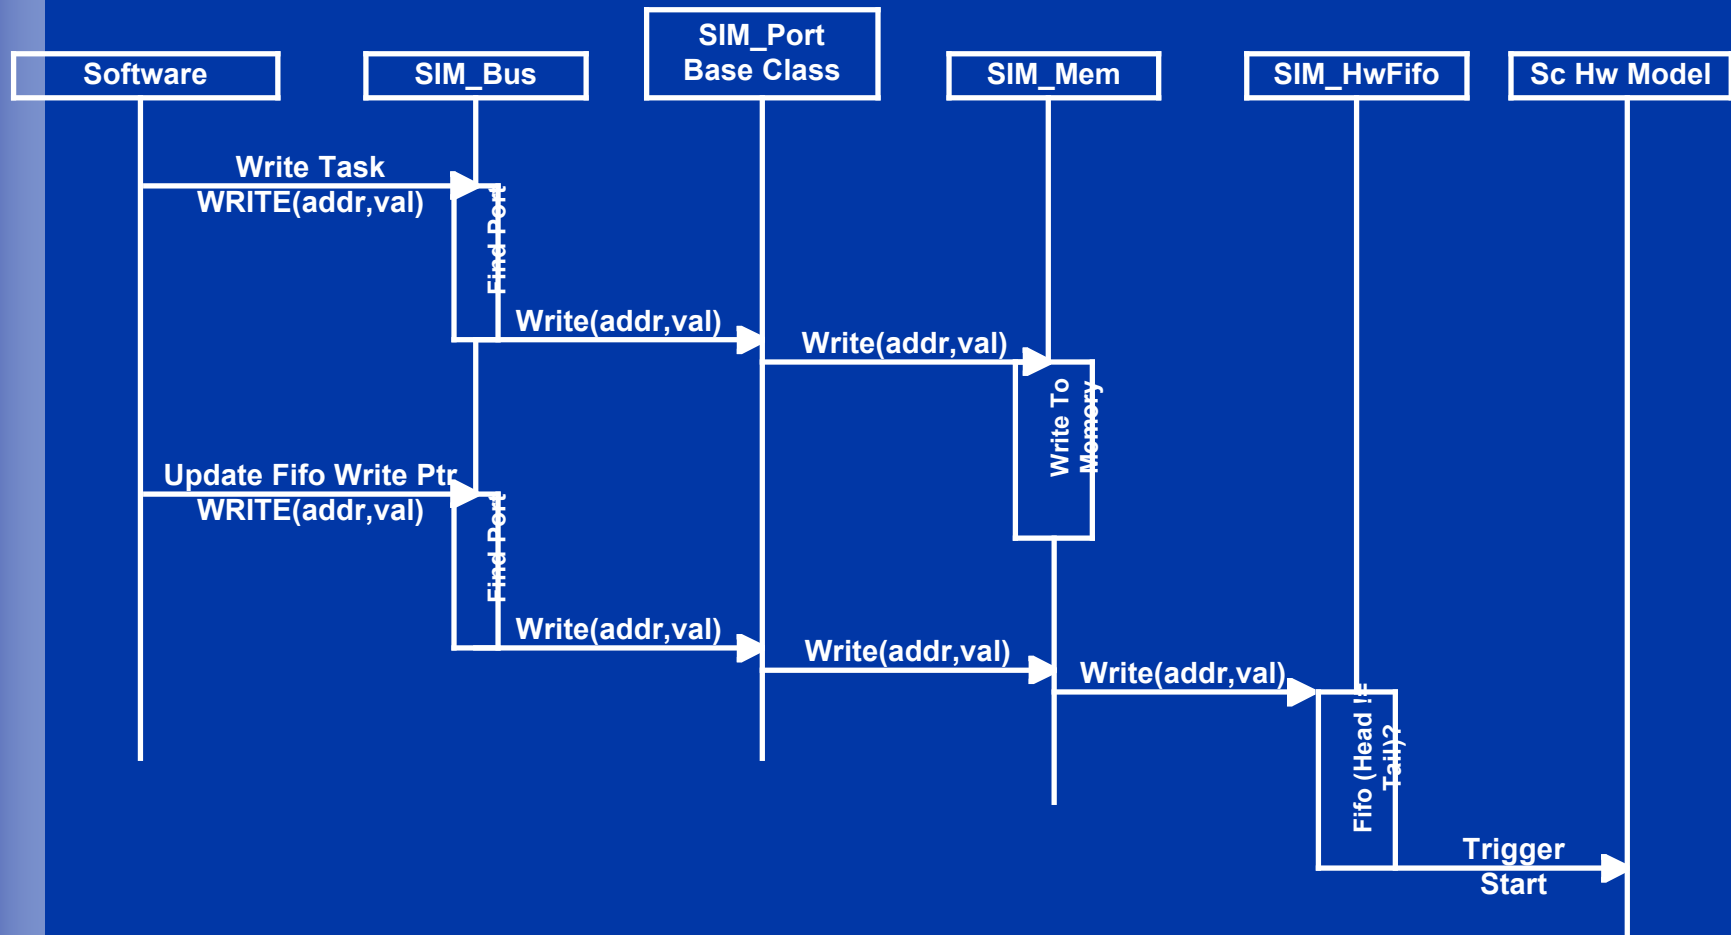 Software
SIM_Bus
SIM_Port
Base Class
SIM_Mem
SIM_HwFifo
Sc Hw Model
Write Task
WRITE(addr,val)
Find Port
Write(addr,val)
Write(addr,val)
Write To
Memory
Update Fifo Write Ptr
WRITE(addr,val)
Find Port
Write(addr,val)
Write(addr,val)
Write(addr,val)
Fifo (Head !=
Tail)?
Trigger
Start